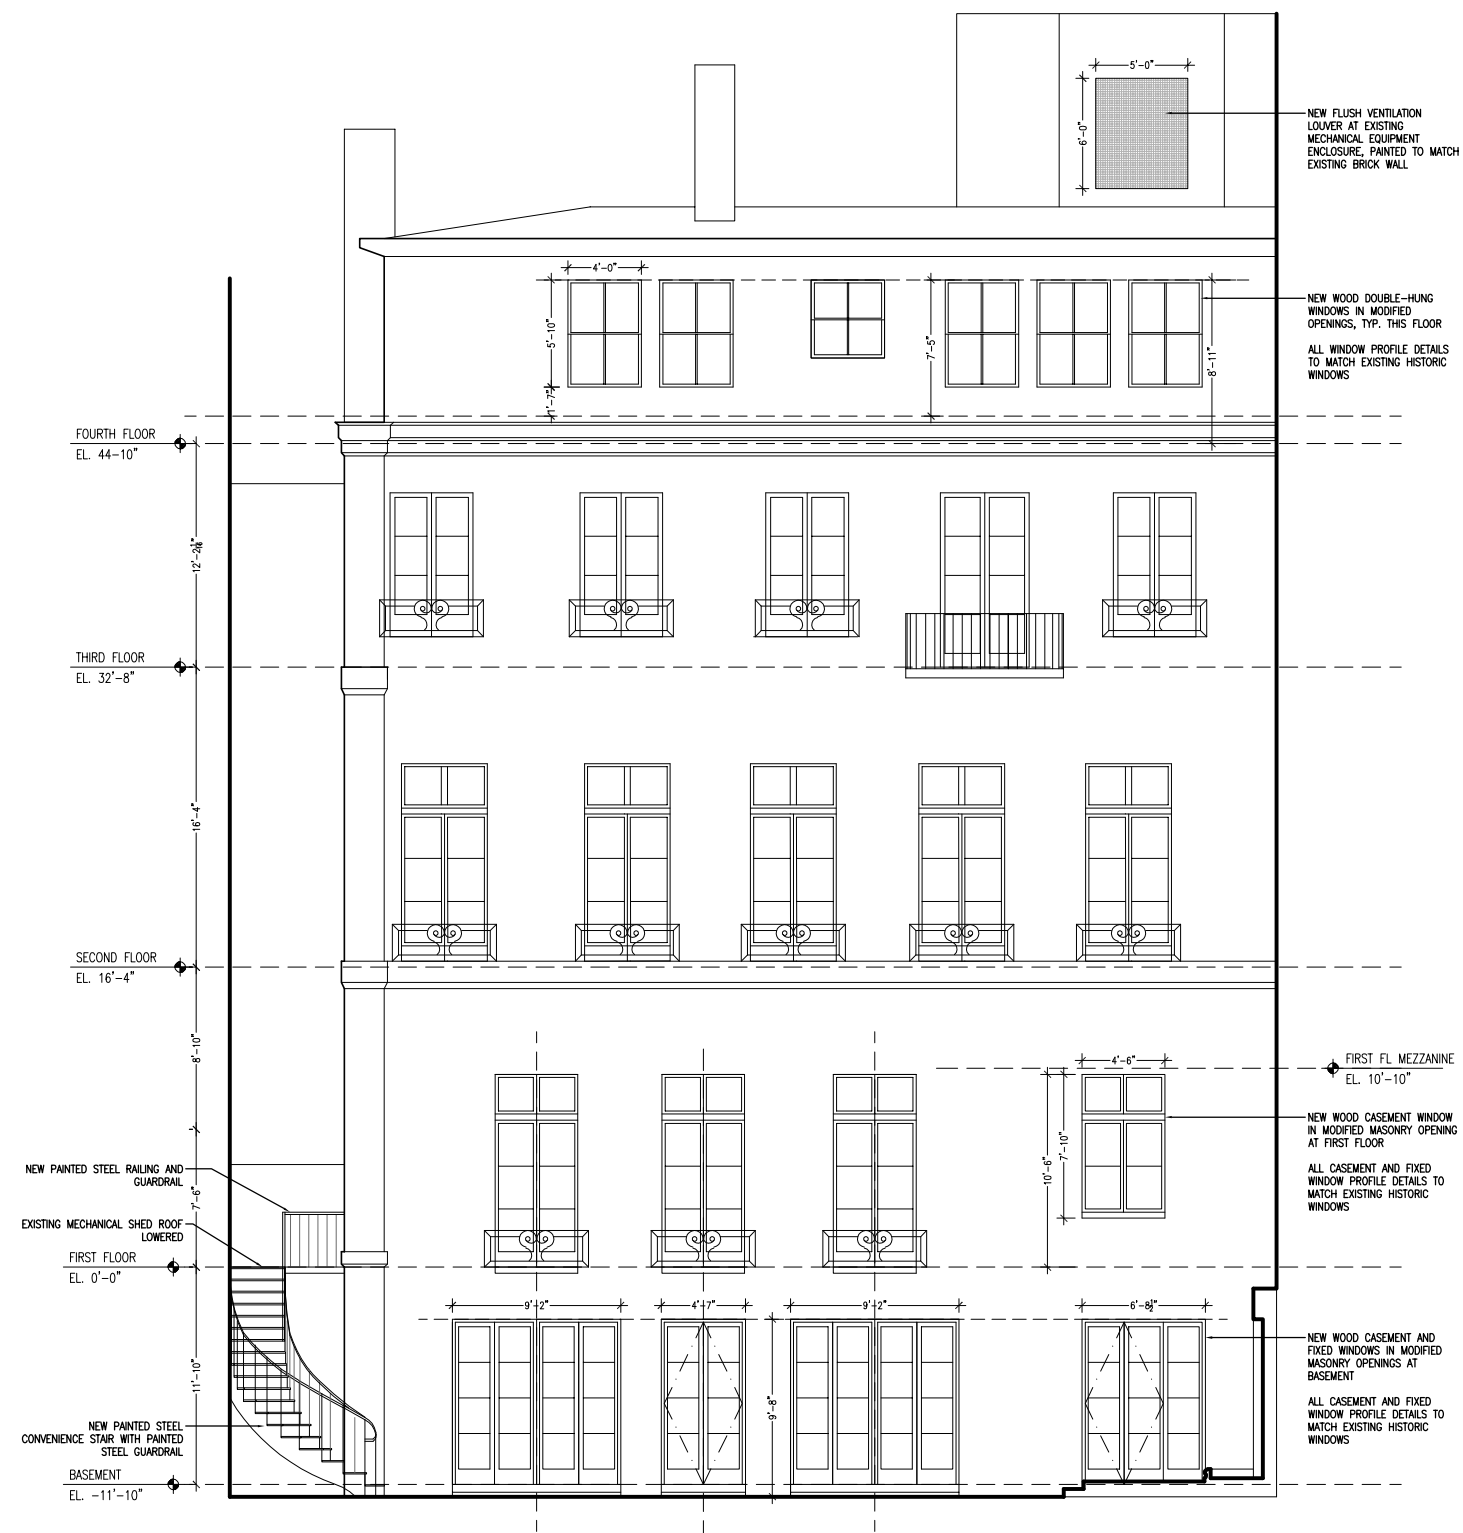 5'-0"
6'-0"
NEW FLUSH VENTILATION
LOUVER AT EXISTING
MECHANICAL EQUIPMENT
ENCLOSURE, PAINTED TO MATCH
EXISTING BRICK WALL
4'-0"
5'-10"
1'-7"
7'-5"
8'-11"
NEW WOOD DOUBLE-HUNG
WINDOWS IN MODIFIED
OPENINGS, TYP. THIS FLOOR
ALL WINDOW PROFILE DETAILS
TO MATCH EXISTING HISTORIC
WINDOWS
FOURTH FLOOR
EL. 44-10"
THIRD FLOOR
EL. 32'-8"
16'-4"
SECOND FLOOR
EL. 16'-4"
8'-10"
4'-6"
FIRST FL MEZZANINE
EL. 10'-10"
10'-6"
7'-10"
NEW WOOD CASEMENT WINDOW
IN MODIFIED MASONRY OPENING
AT FIRST FLOOR
ALL CASEMENT AND FIXED
WINDOW PROFILE DETAILS TO
MATCH EXISTING HISTORIC
WINDOWS
NEW PAINTED STEEL RAILING AND
GUARDRAIL
7'-6"
EXISTING MECHANICAL SHED ROOF
LOWERED
FIRST FLOOR
EL. 0'-0"
9'-2"
4'-7"
9'-2"
6'-8½"
11'-10"
9'-8"
NEW WOOD CASEMENT AND
FIXED WINDOWS IN MODIFIED
MASONRY OPENINGS AT
BASEMENT
ALL CASEMENT AND FIXED
WINDOW PROFILE DETAILS TO
MATCH EXISTING HISTORIC
WINDOWS
NEW PAINTED STEEL
CONVENIENCE STAIR WITH PAINTED
STEEL GUARDRAIL
BASEMENT
EL. -11'-10"